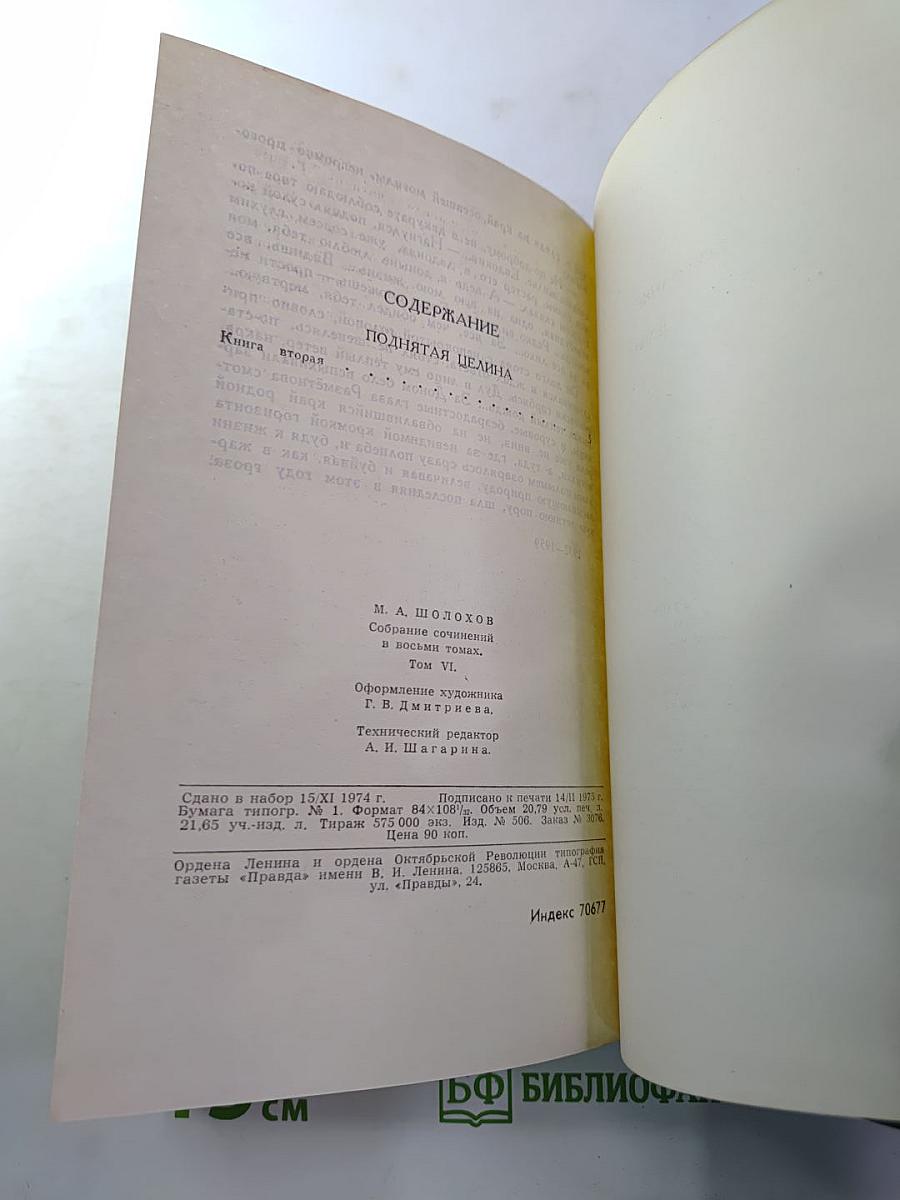 СОДЕРЖАНИЕ
ПОДНЯТАЯ ЦЕЛИНА
Книга вторая . . . . . . . . . . . . . . . . 5
М. А. ШОЛОХОВ
Собрание сочинений
в восьми томах.
Том VI.
Оформление художника
Г. В. Дмитриева.
Технический редактор
А. И. Шагарина.
Сдано в набор 15/XI 1974 г. Подписано к печати 14/II 1975 г.
Бумага типогр. № 1. Формат 84×108¹/₃₂. Объем 20,79 усл. печ. л.
21,65 уч.-изд. л. Тираж 575 000 экз. Изд. № 506. Заказ № 3076.
Цена 90 коп.
Ордена Ленина и ордена Октябрьской Революции типография
газеты «Правда» имени В. И. Ленина, 125865, Москва, А-47, ГСП,
ул. «Правды», 24.
Индекс 70677
см
БФ БИБЛИОФА